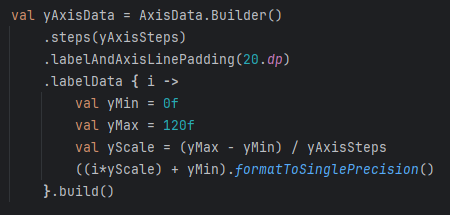 val yAxisData = AxisData.Builder()
    .steps(yAxisSteps)
    .labelAndAxisLinePadding(20.dp)
    .labelData { i ->
        val yMin = 0f
        val yMax = 120f
        val yScale = (yMax - yMin) / yAxisSteps
        ((i*yScale) + yMin).formatToSinglePrecision()
    }.build()